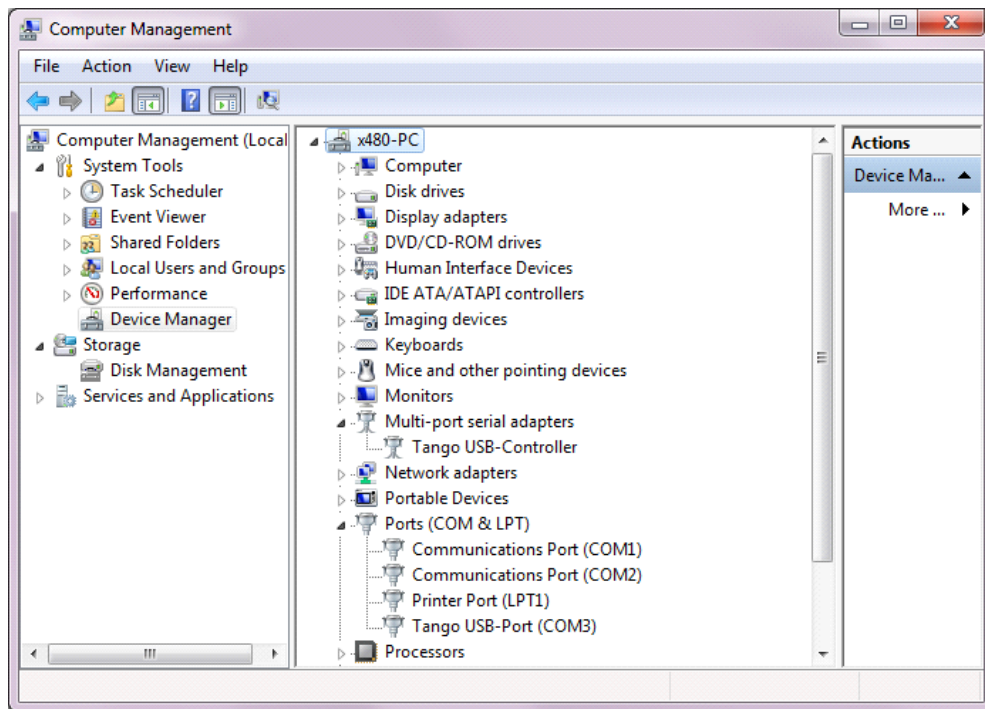 Computer Management
File Action View Help
Computer Management (Local
System Tools
Task Scheduler
Event Viewer
Shared Folders
Local Users and Groups
Performance
Device Manager
Storage
Disk Management
Services and Applications
x480-PC
Computer
Disk drives
Display adapters
DVD/CD-ROM drives
Human Interface Devices
IDE ATA/ATAPI controllers
Imaging devices
Keyboards
Mice and other pointing devices
Monitors
Multi-port serial adapters
Tango USB-Controller
Network adapters
Portable Devices
Ports (COM & LPT)
Communications Port (COM1)
Communications Port (COM2)
Printer Port (LPT1)
Tango USB-Port (COM3)
Processors
Actions
Device Ma...
More ...